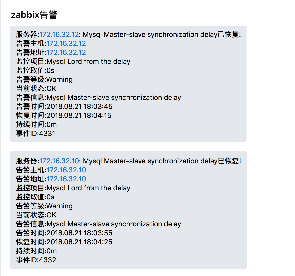 zabbix告警
服务器:172.16.32.12: Mysql Master-slave synchronization delay已恢复!
告警主机:172.16.32.12
告警地址:172.16.32.12
监控项目:Mysql Lord from the delay
监控取值:0s
告警等级:Warning
当前状态:OK
告警信息:Mysql Master-slave synchronization delay
告警时间:2018.08.21 18:03:45
恢复时间:2018.08.21 18:04:15
持续时间:0m
事件ID:4331
服务器:172.16.32.10: Mysql Master-slave synchronization delay已恢复!
告警主机:172.16.32.10
告警地址:172.16.32.10
监控项目:Mysql Lord from the delay
监控取值:0s
告警等级:Warning
当前状态:OK
告警信息:Mysql Master-slave synchronization delay
告警时间:2018.08.21 18:03:55
恢复时间:2018.08.21 18:04:25
持续时间:0m
事件ID:4332